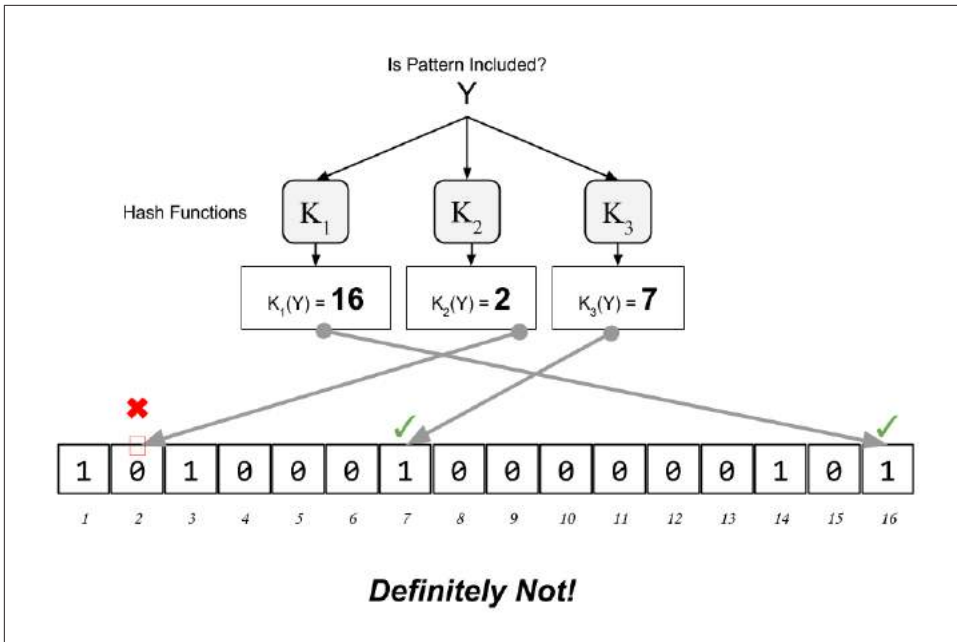 Is Pattern Included?
Y
Hash Functions
K1 K2 K3
K1(Y) = 16 K2(Y) = 2 K3(Y) = 7
✖ ✓ ✓
1 0 1 0 0 0 1 0 0 0 0 0 0 1 0 1
1 2 3 4 5 6 7 8 9 10 11 12 13 14 15 16
Definitely Not!